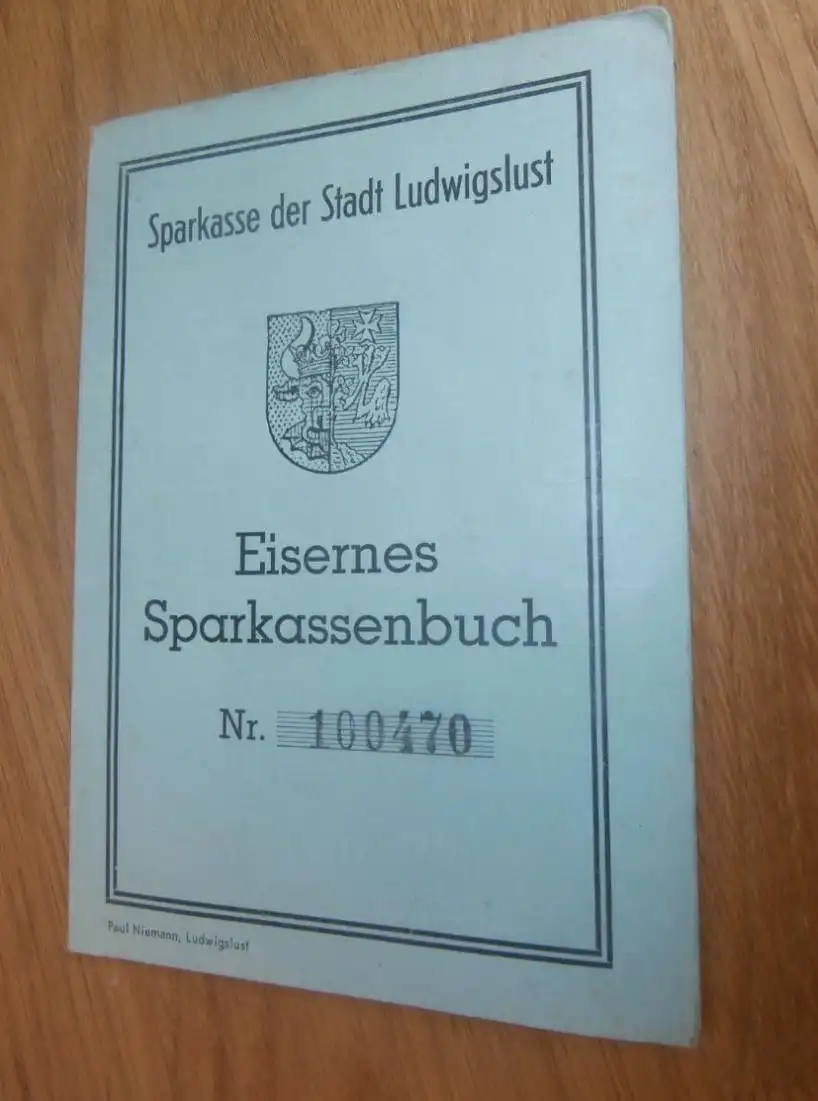 Sparkasse der Stadt Ludwigslust
Eisernes
Sparkassenbuch
Nr. 100470
Paul Niemann, Ludwigslust